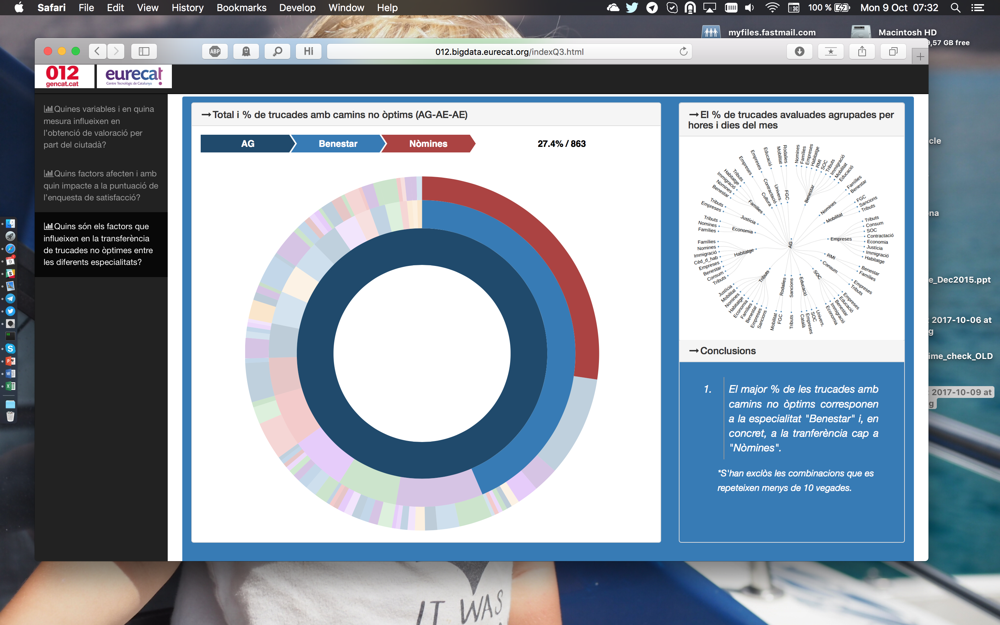 Safari File Edit View History Bookmarks Develop Window Help
100 % Mon 9 Oct 07:32
myfiles.fastmail.com
Macintosh HD
9,57 GB free
ABP
Hi
012.bigdata.eurecat.org/indexQ3.html
012
gencat.cat
eurecat
Centre Tecnològic de Catalunya
Quines variables i en quina
mesura influeixen en
l'obtenció de valoració per
part del ciutadà?
Quins factors afecten i amb
quin impacte a la puntuació de
l'enquesta de satisfacció?
Quins són els factors que
influeixen en la transferència
de trucades no òptimes entre
les diferents especialitats?
→Total i % de trucades amb camins no òptims (AG-AE-AE)
AG
Benestar
Nòmines
27.4% / 863
→El % de trucades avaluades agrupades per
hores i dies del mes
AG
Benestar
Nomines
Famílies
Empreses
Habitatge
RMI
SOC
Tributs
Immigració
Mobilitat
Educació
Nomines
Famílies
Benestar
Mobilitat
FGC
Sancions
Tributs
Empreses
Tributs
Consum
SOC
Contractació
Economia
Justícia
Immigració
Habitatge
RMI
Benestar
Famílies
Consum
Empreses
Tributs
SOC
Empreses
Educació
Benestar
Immigració
Economia
Educació
Univers.
SOC
Empreses
Català
Sancions
Tributs
Rodalies
FGC
Mobilitat
Tributs
Sancions
Empreses
Benestar
Famílies
Economia
Habitatge
Nomines
Mobilitat
Justícia
Habitatge
Tributs
Consum
Benestar
Empreses
Cèd_d_hab
Immigració
Nomines
Famílies
Economia
Famílies
Nomines
Tributs
Justícia
Empreses
Tributs
Famílies
Benestar
Nomines
Immigració
Habitatge
Tributs
Cultura
Empreses
Contractació
Empreses
Univers.
Educació
FGC
Mobilitat
Rodalies
→Conclusions
1. El major % de les trucades amb
camins no òptims corresponen
a la especialitat "Benestar" i, en
concret, a la tranferència cap a
"Nòmines".
*S'han exclòs les combinacions que es
repeteixen menys de 10 vegades.
cle
na
e_Dec2015.ppt
2017-10-06 at
g
ime_check_OLD
2017-10-09 at
g
IT WAS